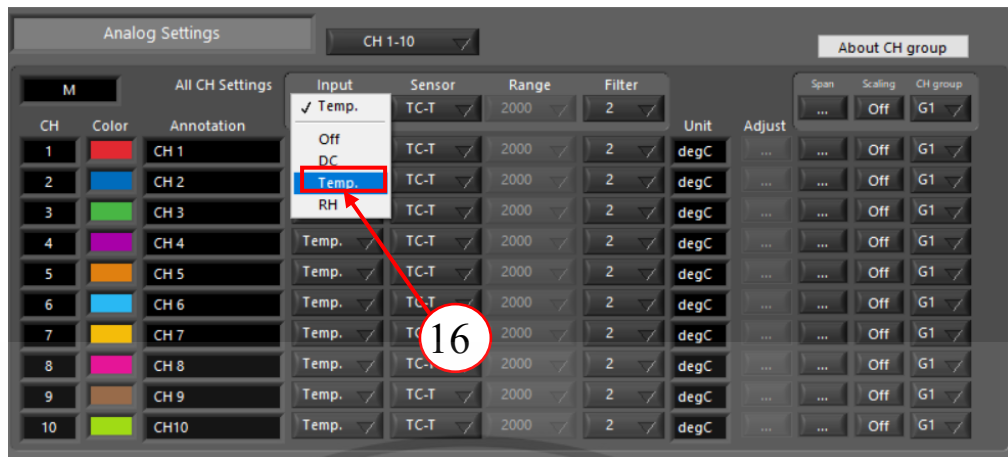 Analog Settings CH 1-10 About CH group
M All CH Settings Input Sensor Range Filter Span Scaling CH group
✓ Temp. TC-T 2000 2 ... Off G1
CH Color Annotation Unit Adjust
Off
1 CH 1 TC-T 2000 2 degC ... ... Off G1
DC
2 CH 2 Temp. TC-T 2000 2 degC ... ... Off G1
3 CH 3 RH TC-T 2000 2 degC ... ... Off G1
4 CH 4 Temp. TC-T 2000 2 degC ... ... Off G1
5 CH 5 Temp. TC-T 2000 2 degC ... ... Off G1
6 CH 6 Temp. TC-T 2000 2 degC ... ... Off G1
7 CH 7 Temp. 16 2000 2 degC ... ... Off G1
8 CH 8 Temp. TC-T 2000 2 degC ... ... Off G1
9 CH 9 Temp. TC-T 2000 2 degC ... ... Off G1
10 CH10 Temp. TC-T 2000 2 degC ... ... Off G1